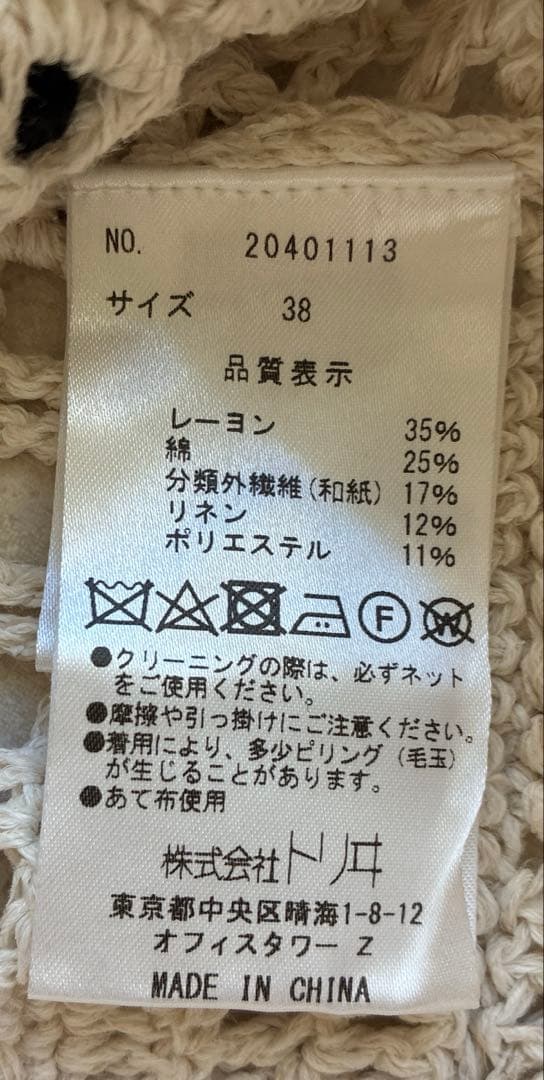 NO. 20401113
サイズ 38
品質表示
レーヨン 35%
綿 25%
分類外繊維(和紙) 17%
リネン 12%
ポリエステル 11%
F W
●クリーニングの際は、必ずネット
をご使用ください。
●摩擦や引っ掛けにご注意ください。
●着用により、多少ピリング(毛玉)
が生じることがあります。
●あて布使用
株式会社トリヰ
東京都中央区晴海1-8-12
オフィスタワー Z
MADE IN CHINA